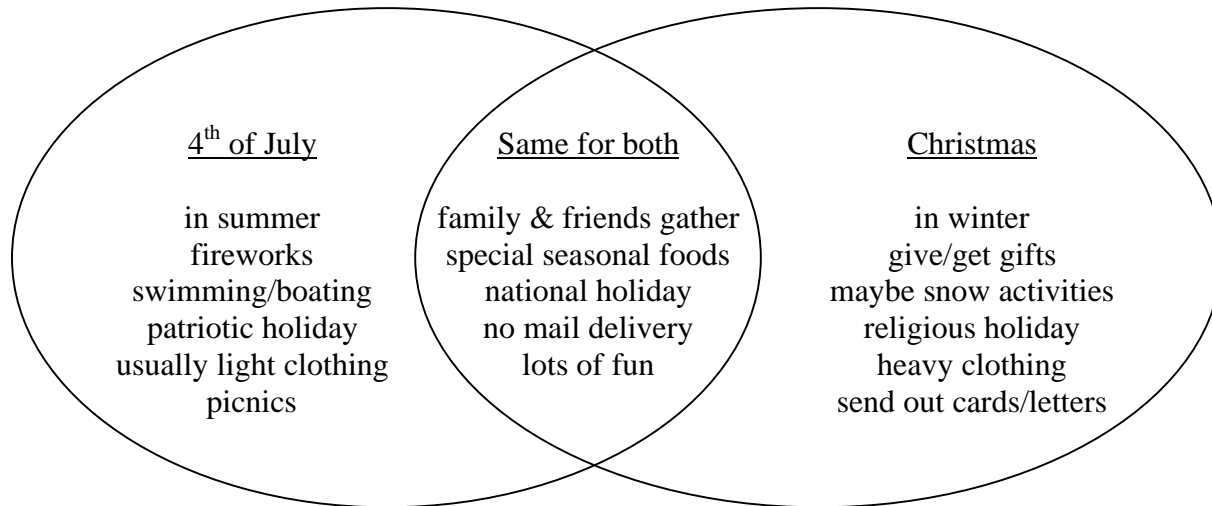 4th of July
in summer
fireworks
swimming/boating
patriotic holiday
usually light clothing
picnics
Same for both
family & friends gather
special seasonal foods
national holiday
no mail delivery
lots of fun
Christmas
in winter
give/get gifts
maybe snow activities
religious holiday
heavy clothing
send out cards/letters